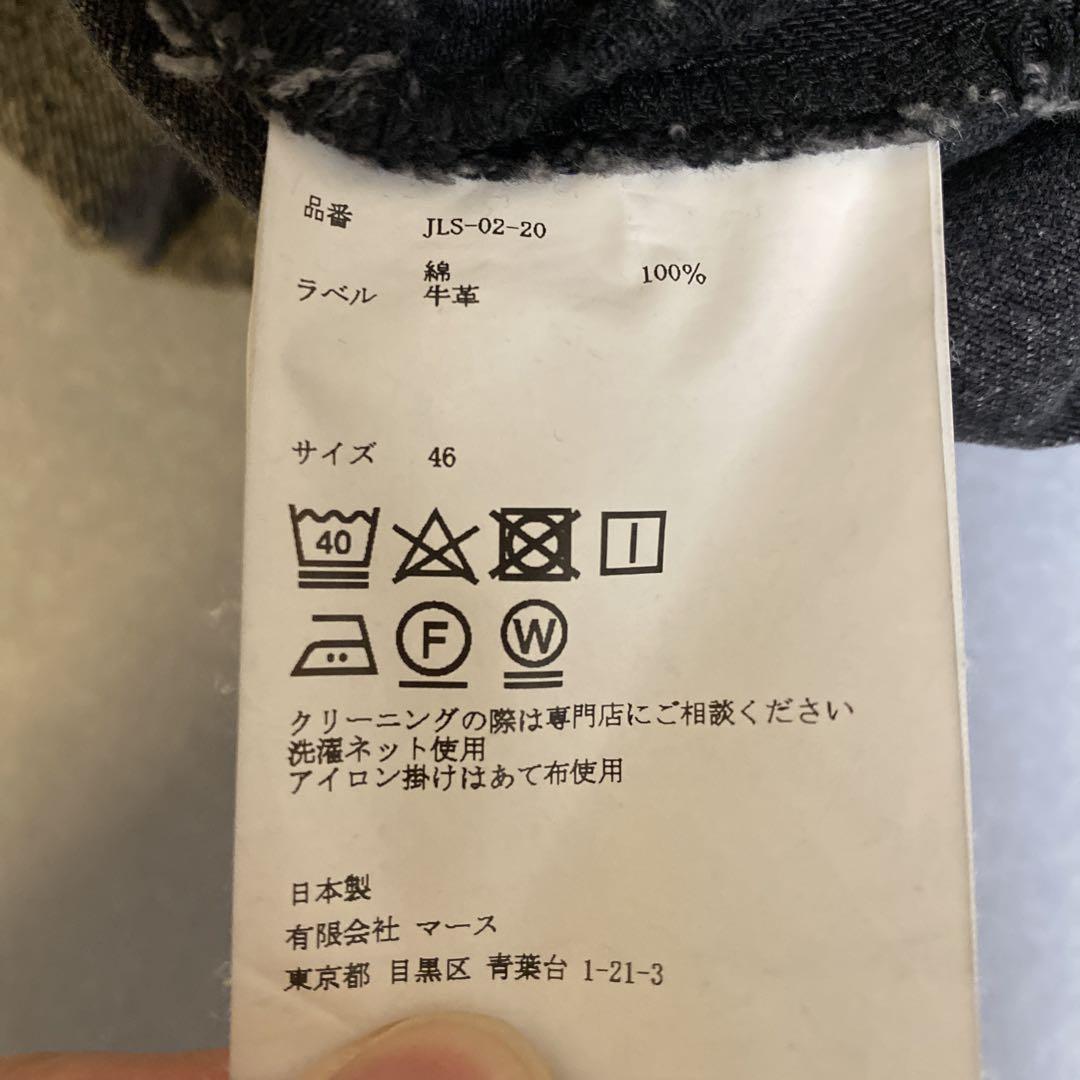 品番 JLS-02-20
綿 100%
ラベル 牛革
サイズ 46
40
F W
クリーニングの際は専門店にご相談ください
洗濯ネット使用
アイロン掛けはあて布使用
日本製
有限会社 マース
東京都 目黒区 青葉台 1-21-3